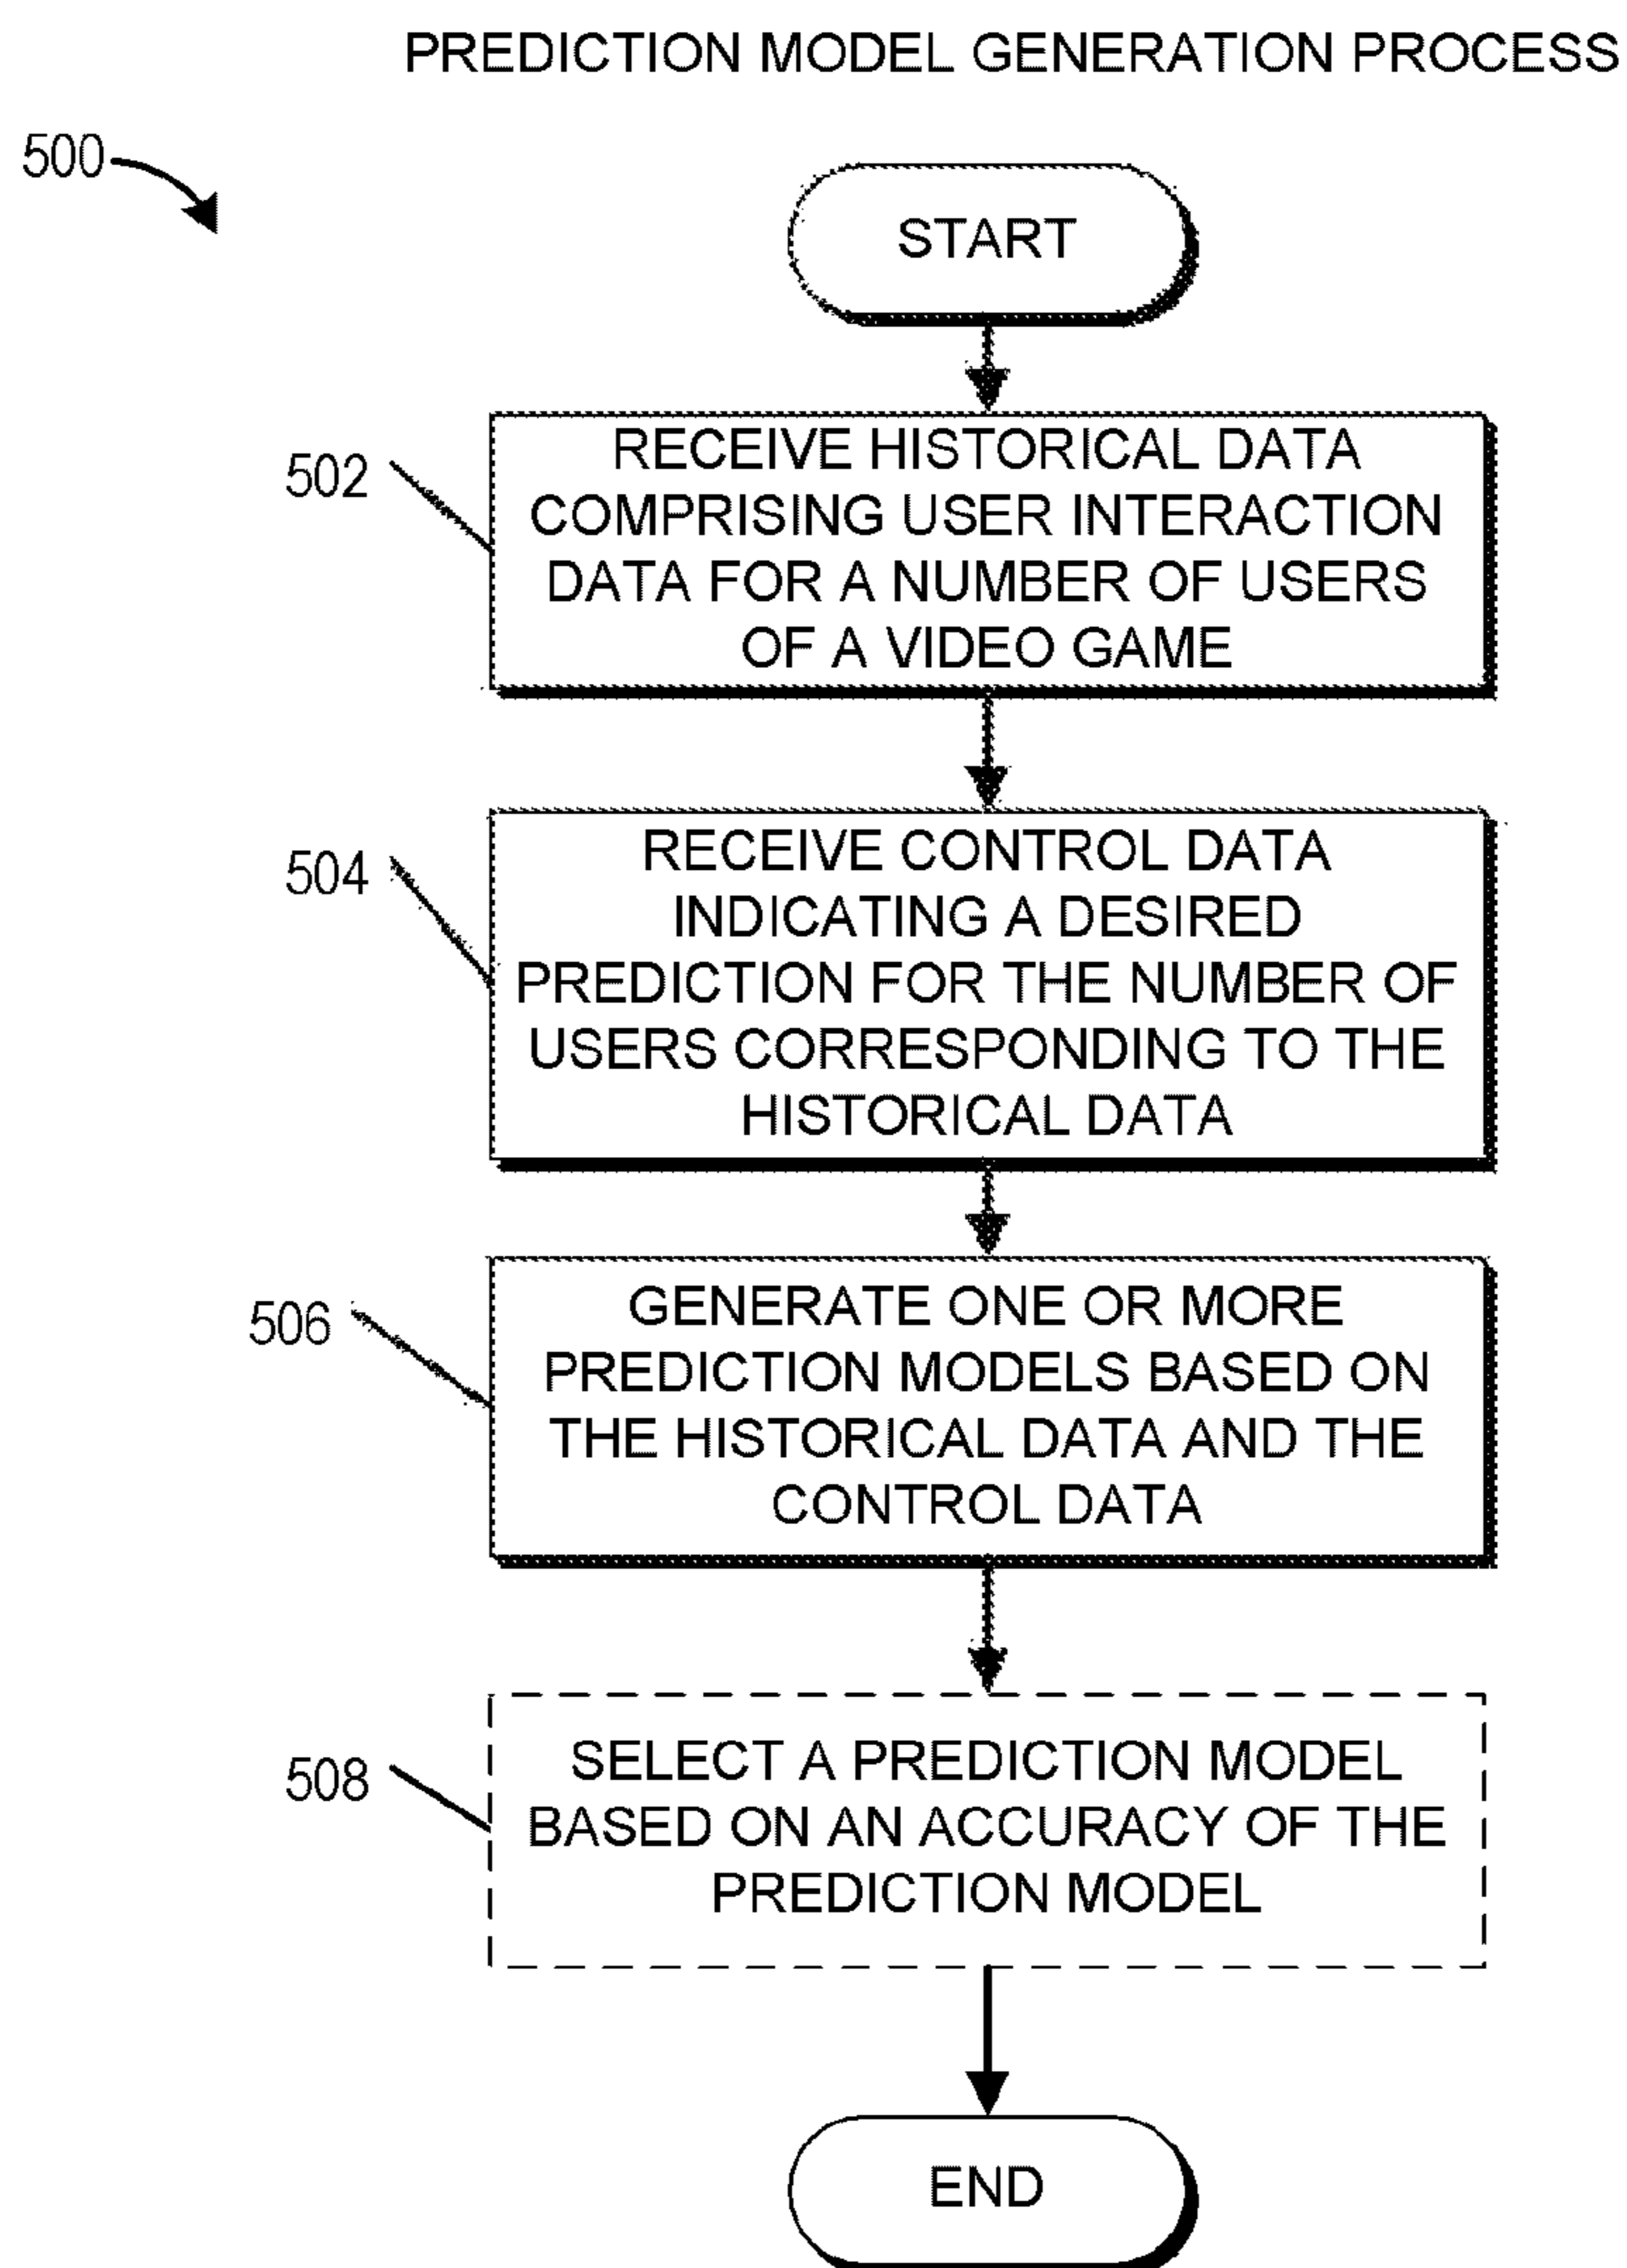 PREDICTION MODEL GENERATION PROCESS
500
START
502
RECEIVE HISTORICAL DATA
COMPRISING USER INTERACTION
DATA FOR A NUMBER OF USERS
OF A VIDEO GAME
504
RECEIVE CONTROL DATA
INDICATING A DESIRED
PREDICTION FOR THE NUMBER OF
USERS CORRESPONDING TO THE
HISTORICAL DATA
506
GENERATE ONE OR MORE
PREDICTION MODELS BASED ON
THE HISTORICAL DATA AND THE
CONTROL DATA
508
SELECT A PREDICTION MODEL
BASED ON AN ACCURACY OF THE
PREDICTION MODEL
END